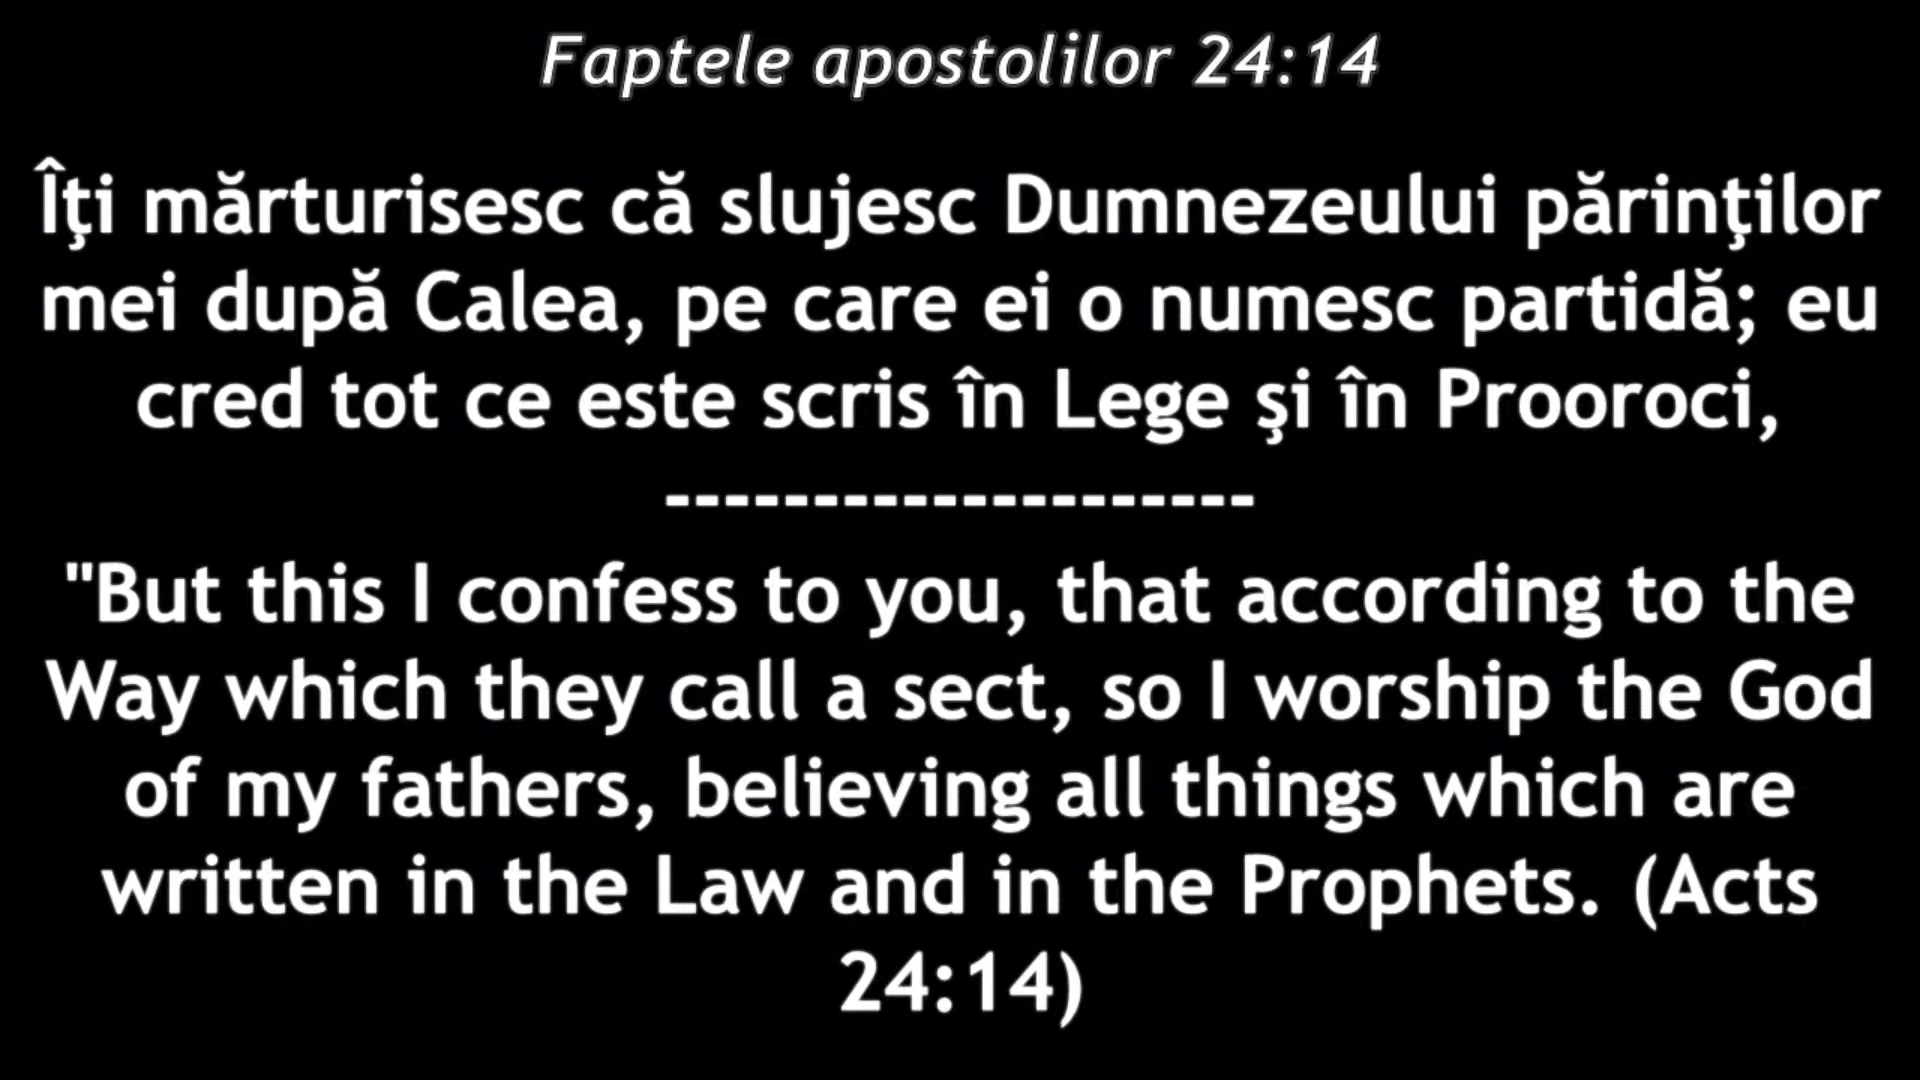 Faptele apostolilor 24:14
Îţi mărturisesc că slujesc Dumnezeului părinţilor
mei după Calea, pe care ei o numesc partidă; eu
cred tot ce este scris în Lege şi în Prooroci,
--------------------
"But this I confess to you, that according to the
Way which they call a sect, so I worship the God
of my fathers, believing all things which are
written in the Law and in the Prophets. (Acts
24:14)